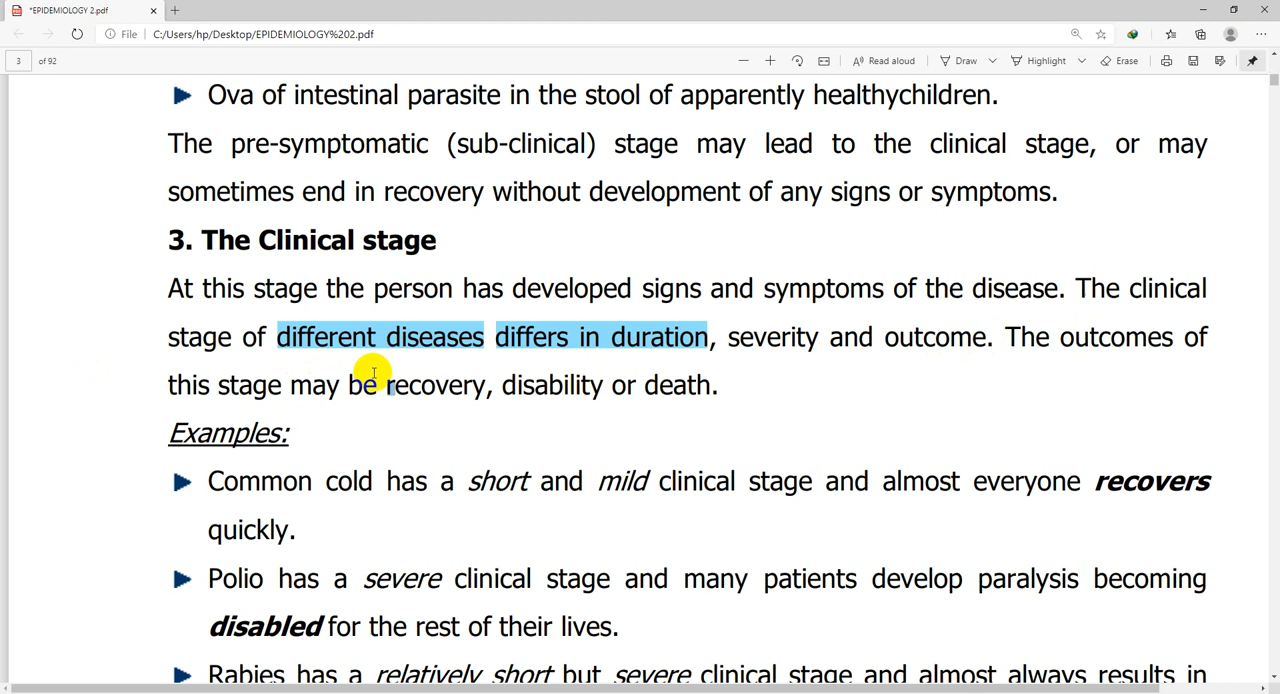 *EPIDEMIOLOGY 2.pdf
File C:/Users/hp/Desktop/EPIDEMIOLOGY%202.pdf
3 of 92 Read aloud Draw Highlight Erase
Ova of intestinal parasite in the stool of apparently healthychildren.
The pre-symptomatic (sub-clinical) stage may lead to the clinical stage, or may
sometimes end in recovery without development of any signs or symptoms.
3. The Clinical stage
At this stage the person has developed signs and symptoms of the disease. The clinical
stage of different diseases differs in duration, severity and outcome. The outcomes of
this stage may be recovery, disability or death.
Examples:
Common cold has a short and mild clinical stage and almost everyone recovers
quickly.
Polio has a severe clinical stage and many patients develop paralysis becoming
disabled for the rest of their lives.
Rabies has a relatively short but severe clinical stage and almost always results in